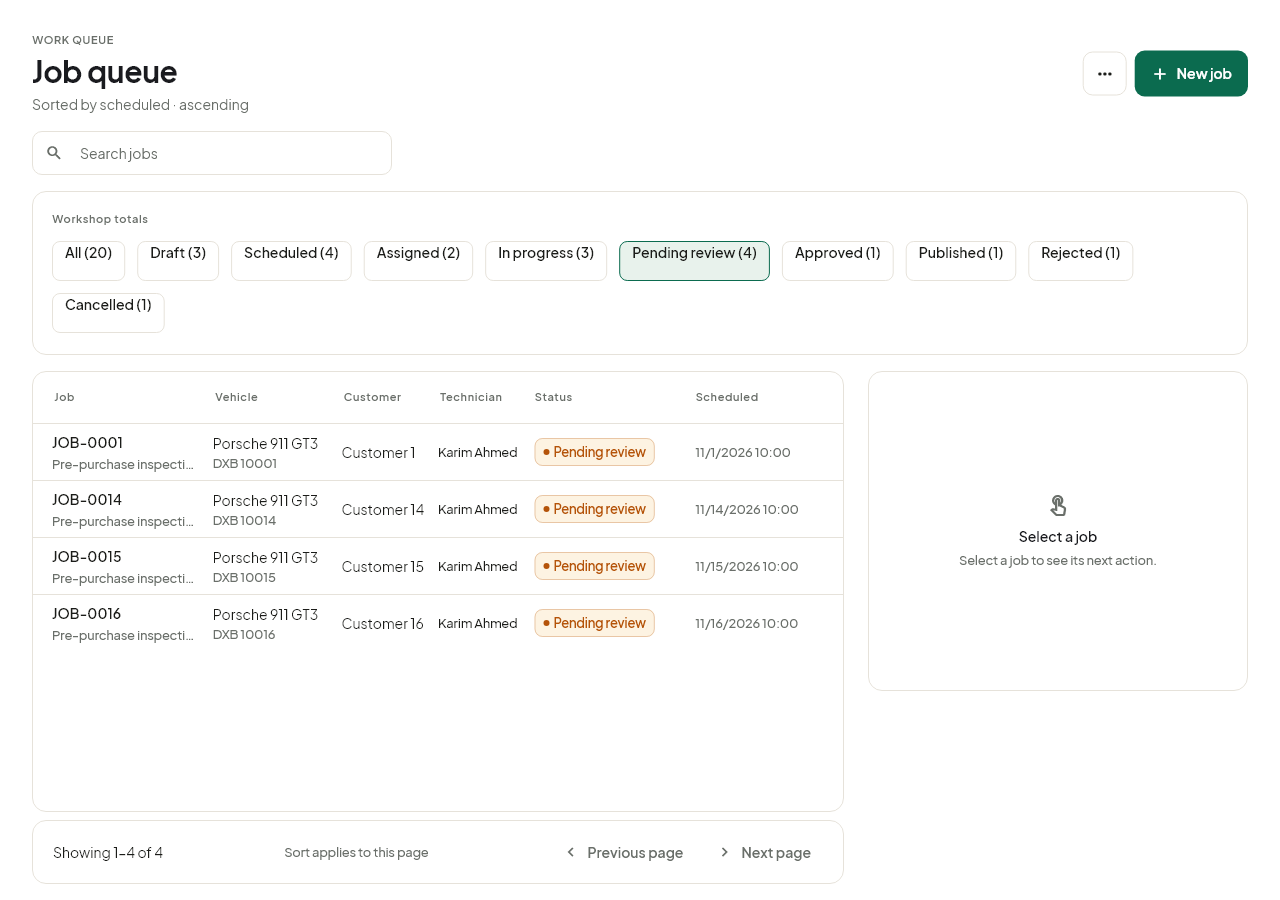 WORK QUEUE
Job queue
Sorted by scheduled · ascending
New job
Search jobs
Workshop totals
All (20) Draft (3) Scheduled (4) Assigned (2) In progress (3) Pending review (4) Approved (1) Published (1) Rejected (1)
Cancelled (1)
Job Vehicle Customer Technician Status Scheduled
JOB-0001 Porsche 911 GT3 Customer 1 Karim Ahmed Pending review 11/1/2026 10:00
Pre-purchase inspecti… DXB 10001
JOB-0014 Porsche 911 GT3 Customer 14 Karim Ahmed Pending review 11/14/2026 10:00
Pre-purchase inspecti… DXB 10014
JOB-0015 Porsche 911 GT3 Customer 15 Karim Ahmed Pending review 11/15/2026 10:00
Pre-purchase inspecti… DXB 10015
JOB-0016 Porsche 911 GT3 Customer 16 Karim Ahmed Pending review 11/16/2026 10:00
Pre-purchase inspecti… DXB 10016
Select a job
Select a job to see its next action.
Showing 1–4 of 4 Sort applies to this page Previous page Next page